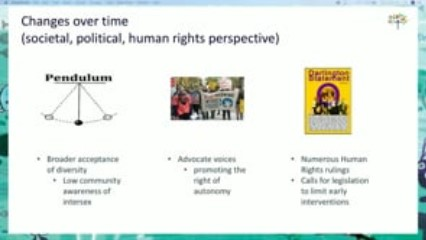 Changes over time
(societal, political, human rights perspective)
Pendulum
Darlington
Statement
• Broader acceptance
of diversity
• Low community
awareness of
intersex
• Advocate voices
• promoting the
right of
autonomy
• Numerous Human
Rights rulings
• Calls for legislation
to limit early
interventions